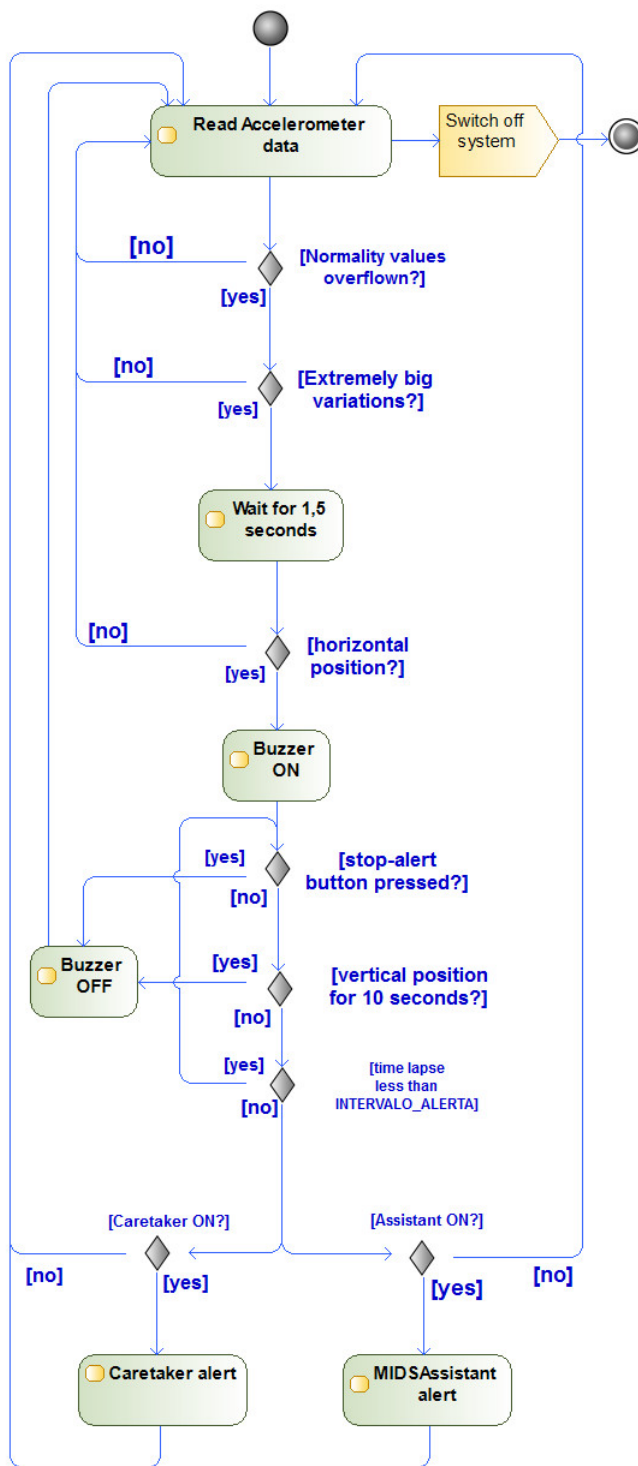 Read Accelerometer
data
Switch off
system
[no]
[Normality values
overflown?]
[yes]
[no]
[Extremely big
variations?]
[yes]
Wait for 1,5
seconds
[no]
[horizontal
position?]
[yes]
Buzzer
ON
[yes]
[stop-alert
button pressed?]
[no]
Buzzer
OFF
[yes]
[vertical position
for 10 seconds?]
[no]
[yes]
[time lapse
less than
INTERVALO_ALERTA]
[no]
[Caretaker ON?]
[Assistant ON?]
[no]
[yes]
[yes]
[no]
Caretaker alert
MIDSAssistant
alert